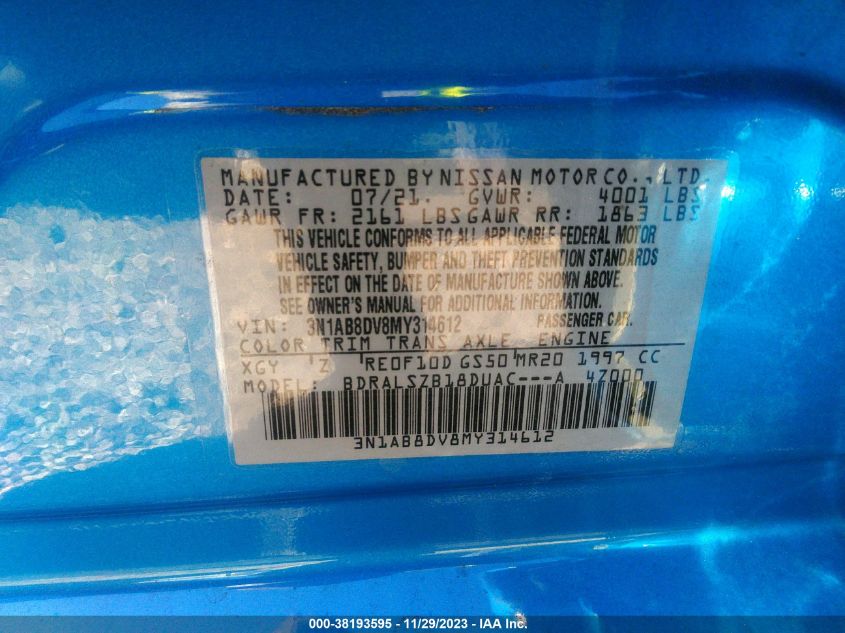 MANUFACTURED BY NISSAN MOTOR CO., LTD.
DATE: 07/21. GVWR: 4001 LBS
GAWR FR: 2161 LBS GAWR RR: 1863 LBS
THIS VEHICLE CONFORMS TO ALL APPLICABLE FEDERAL MOTOR
VEHICLE SAFETY, BUMPER AND THEFT PREVENTION STANDARDS
IN EFFECT ON THE DATE OF MANUFACTURE SHOWN ABOVE.
SEE OWNER'S MANUAL FOR ADDITIONAL INFORMATION.
VIN: 3N1AB8DV8MY314612 PASSENGER CAR.
COLOR TRIM TRANS AXLE ENGINE
XGY Z RE0F10D GS50 MR20 1997 CC
MODEL: BDRALSZB18DUAC---A 47000
3N1AB8DV8MY314612
000-38193595 - 11/29/2023 - IAA Inc.